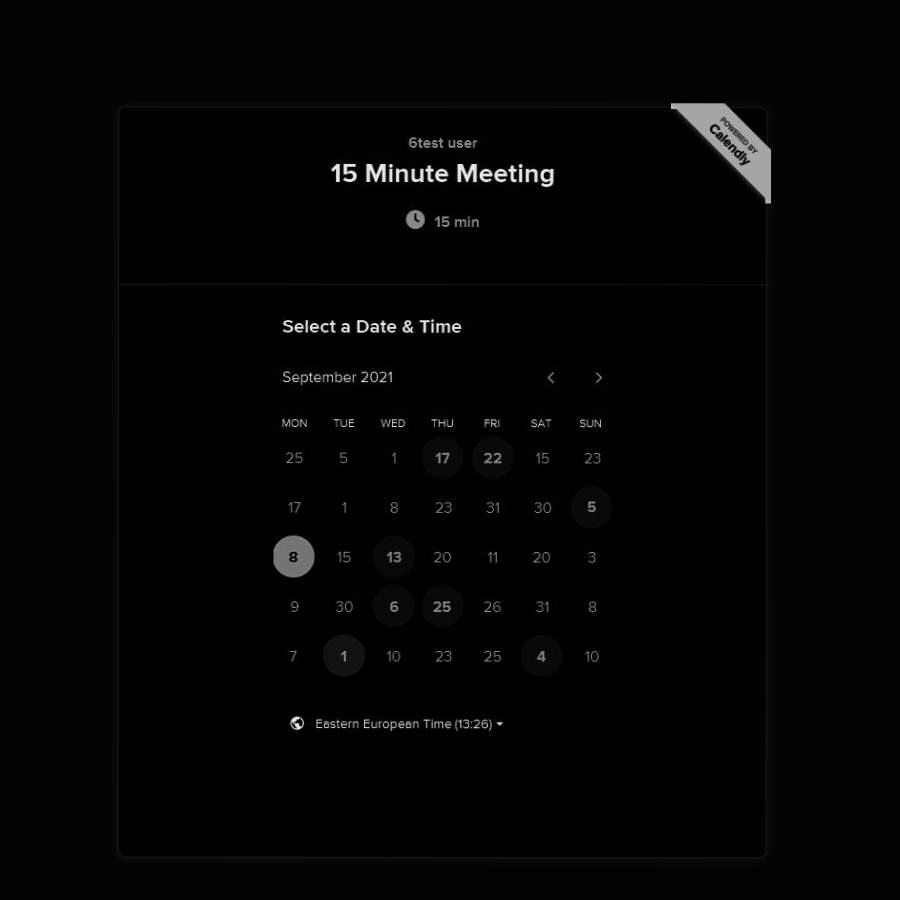 POWERED BY
Calendly
6test user
15 Minute Meeting
15 min
Select a Date & Time
September 2021
MON TUE WED THU FRI SAT SUN
25 5 1 17 22 15 23
17 1 8 23 31 30 5
8 15 13 20 11 20 3
9 30 6 25 26 31 8
7 1 10 23 25 4 10
Eastern European Time (13:26)